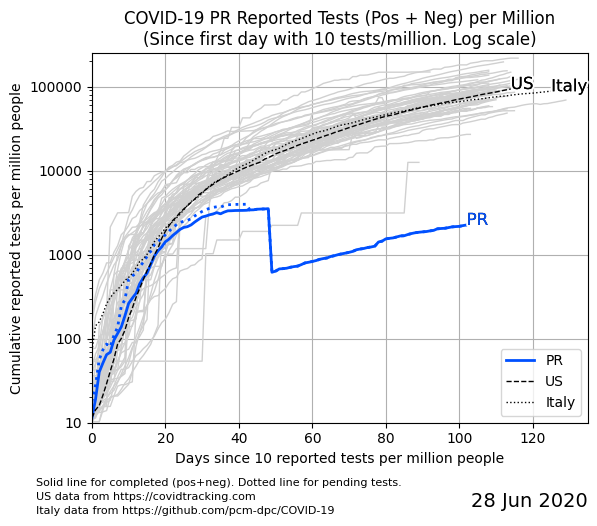 COVID-19 PR Reported Tests (Pos + Neg) per Million
(Since first day with 10 tests/million. Log scale)
Cumulative reported tests per million people
100000
10000
1000
100
10
US
Italy
PR
PR
US
Italy
0 20 40 60 80 100 120
Days since 10 reported tests per million people
Solid line for completed (pos+neg). Dotted line for pending tests.
US data from https://covidtracking.com
Italy data from https://github.com/pcm-dpc/COVID-19
28 Jun 2020